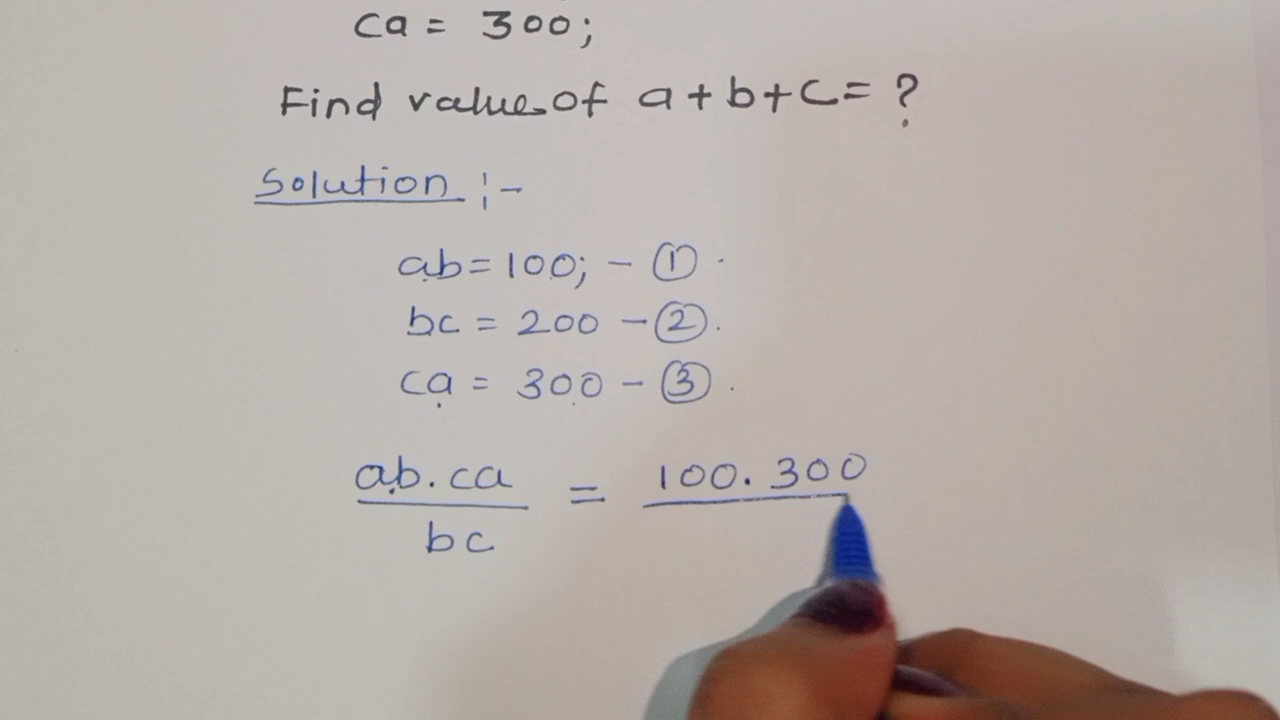 ca = 300;
Find value of a+b+c= ?
Solution :-
ab=100; - ① .
bc = 200 - ②.
ca = 300 - ③ .
ab.ca = 100.300
bc